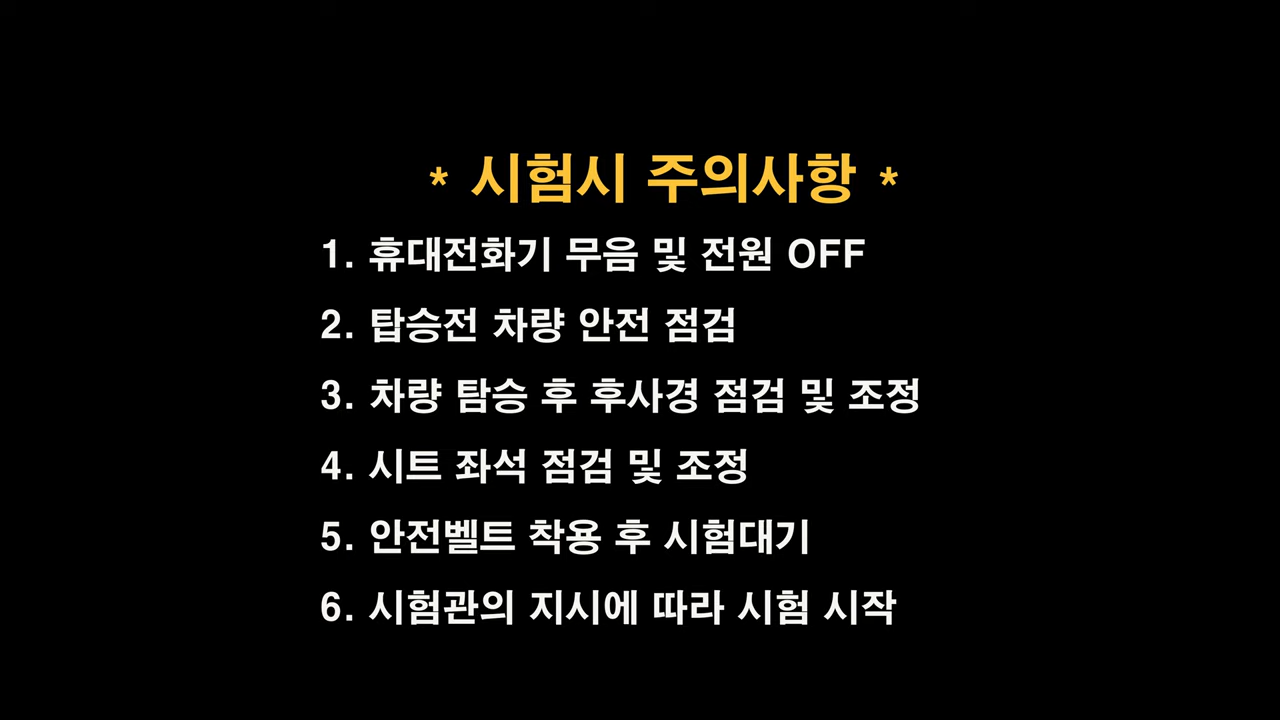 * 시험시 주의사항 *
1. 휴대전화기 무음 및 전원 OFF
2. 탑승전 차량 안전 점검
3. 차량 탐승 후 후사경 점검 및 조정
4. 시트 좌석 점검 및 조정
5. 안전벨트 착용 후 시험대기
6. 시험관의 지시에 따라 시험 시작